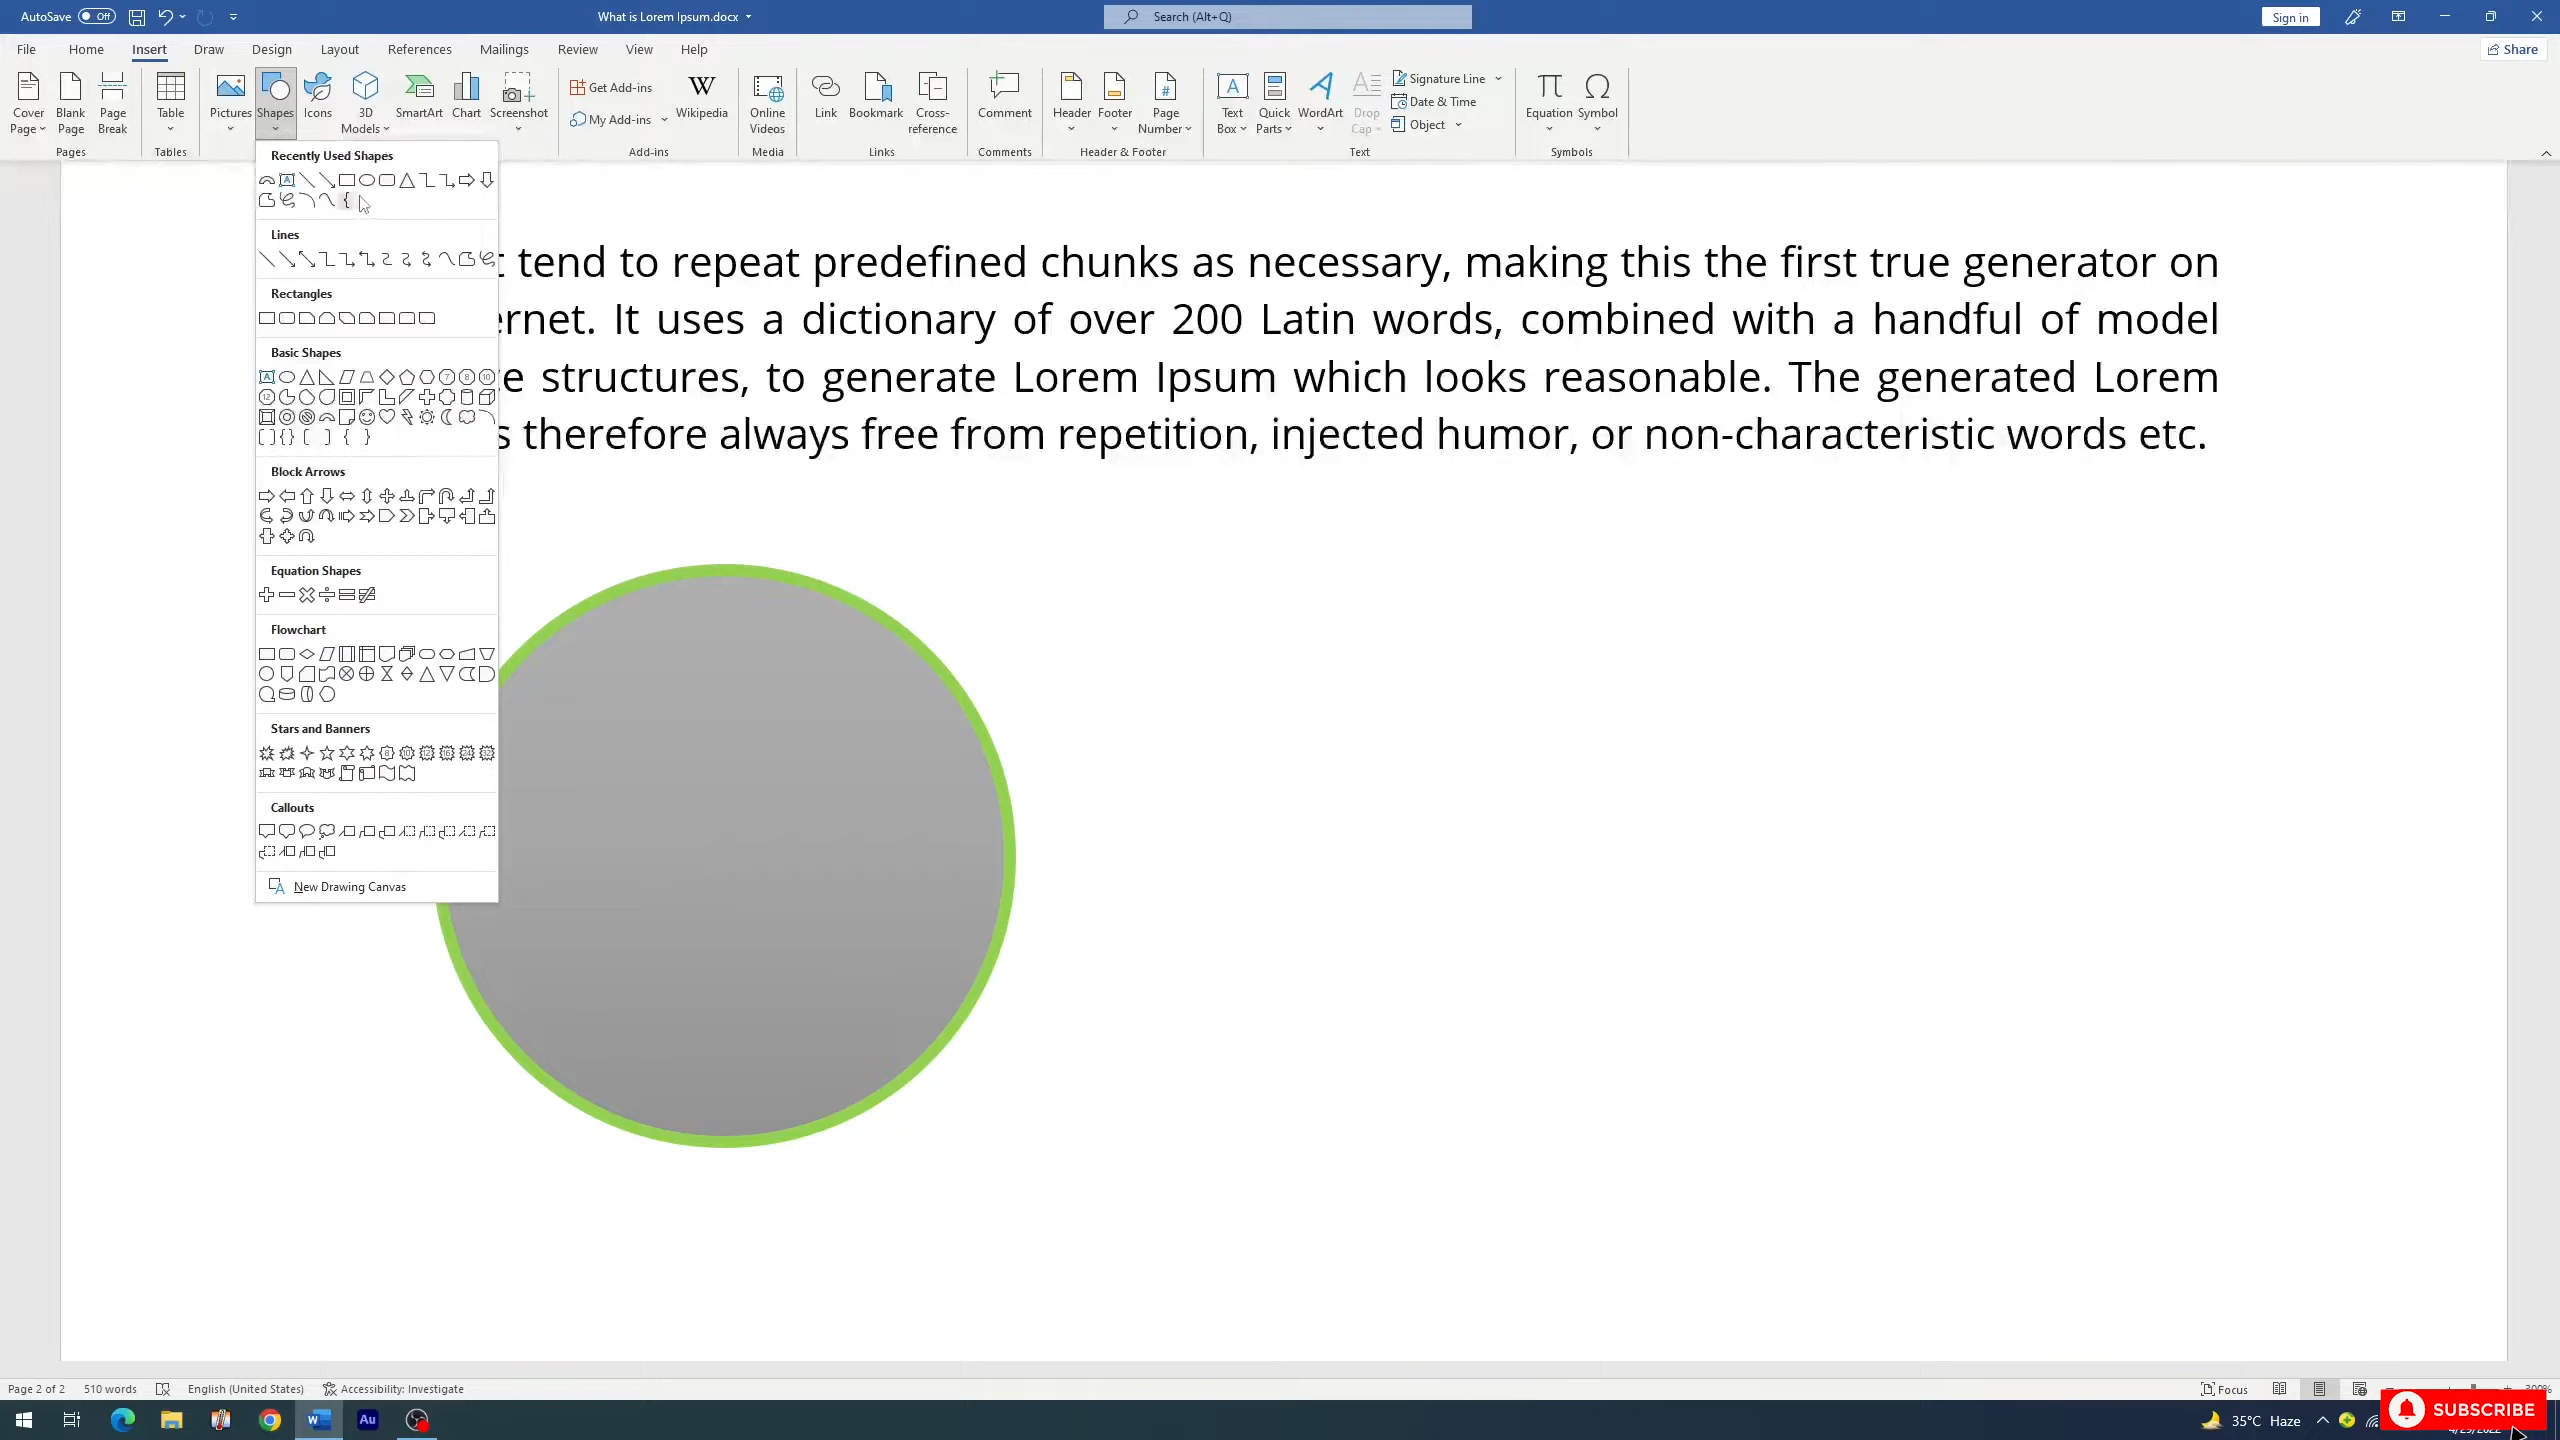 AutoSave Off
What is Lorem Ipsum.docx
Search (Alt+Q)
Sign in
File Home Insert Draw Design Layout References Mailings Review View Help
Share
Cover Page
Blank Page
Page Break
Table
Pictures
Shapes
Icons
3D Models
SmartArt
Chart
Screenshot
Get Add-ins
My Add-ins
Wikipedia
Online Videos
Link
Bookmark
Cross-reference
Comment
Header
Footer
Page Number
Text Box
Quick Parts
WordArt
Drop Cap
Signature Line
Date & Time
Object
Equation
Symbol
Pages
Tables
Add-ins
Media
Links
Comments
Header & Footer
Text
Symbols
Recently Used Shapes
Lines
Rectangles
Basic Shapes
Block Arrows
Equation Shapes
Flowchart
Stars and Banners
Callouts
New Drawing Canvas
tend to repeat predefined chunks as necessary, making this the first true generator on
ernet. It uses a dictionary of over 200 Latin words, combined with a handful of model
e structures, to generate Lorem Ipsum which looks reasonable. The generated Lorem
s therefore always free from repetition, injected humor, or non-characteristic words etc.
Page 2 of 2
510 words
English (United States)
Accessibility: Investigate
Focus
Au
35°C Haze
SUBSCRIBE